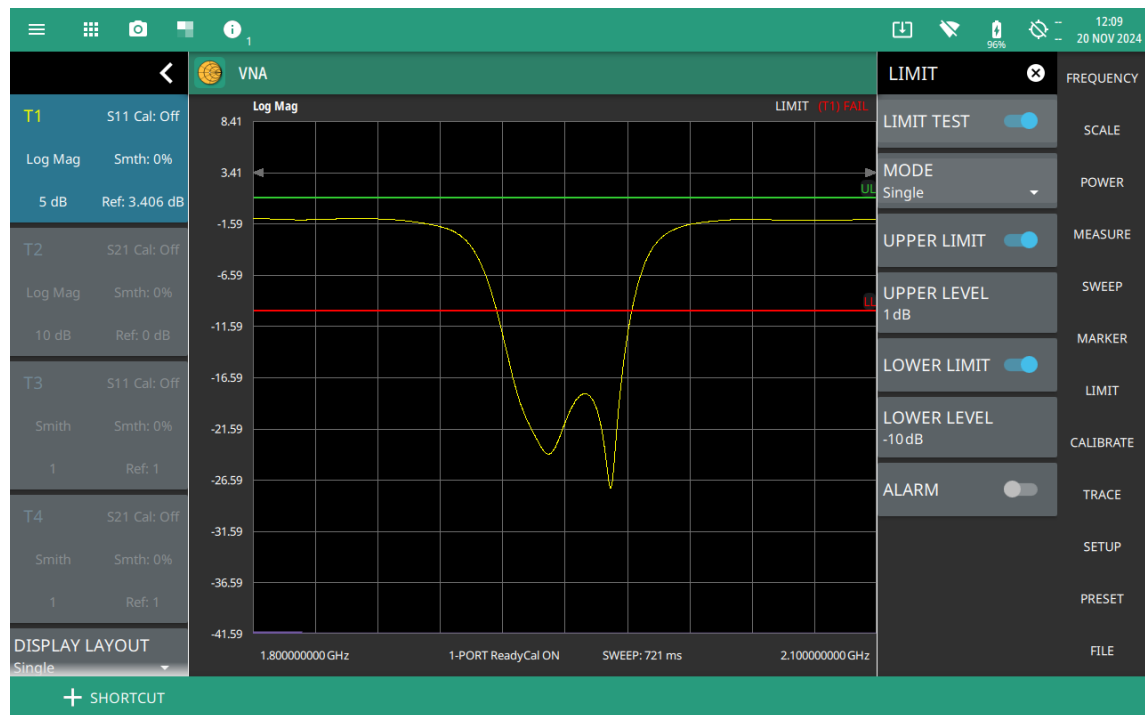 1
96%
12:09
20 NOV 2024
VNA
LIMIT
FREQUENCY
SCALE
POWER
MEASURE
SWEEP
MARKER
LIMIT
CALIBRATE
TRACE
SETUP
PRESET
FILE
T1 S11 Cal: Off
Log Mag Smth: 0%
5 dB Ref: 3.406 dB
T2 S21 Cal: Off
Log Mag Smth: 0%
10 dB Ref: 0 dB
T3 S11 Cal: Off
Smith Smth: 0%
1 Ref: 1
T4 S21 Cal: Off
Smith Smth: 0%
1 Ref: 1
DISPLAY LAYOUT
Single
Log Mag LIMIT (T1) FAIL
8.41
3.41
UL
-1.59
-6.59
LL
-11.59
-16.59
-21.59
-26.59
-31.59
-36.59
-41.59
1.800000000 GHz 1-PORT ReadyCal ON SWEEP: 721 ms 2.100000000 GHz
LIMIT TEST
MODE
Single
UPPER LIMIT
UPPER LEVEL
1 dB
LOWER LIMIT
LOWER LEVEL
-10 dB
ALARM
SHORTCUT